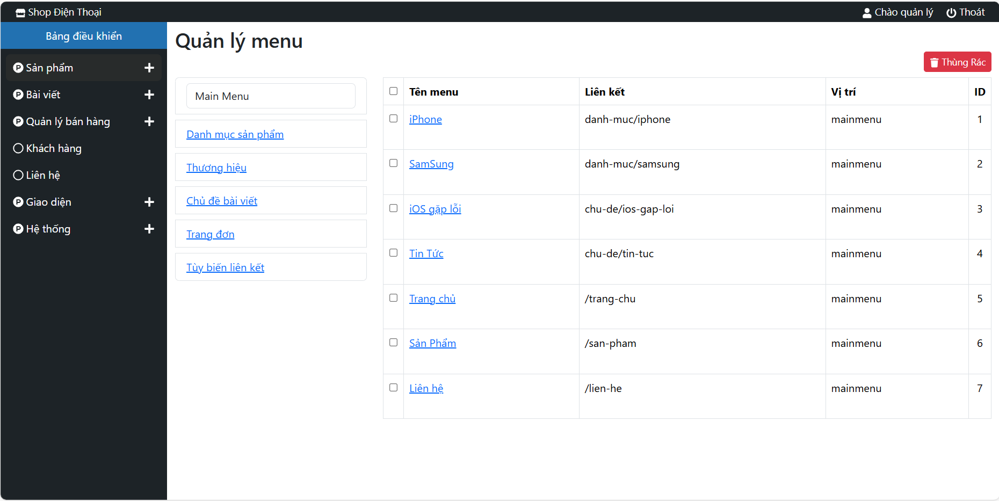 Shop Điện Thoại
Chào quản lý
Thoát
Bảng điều khiển
Sản phẩm
Bài viết
Quản lý bán hàng
Khách hàng
Liên hệ
Giao diện
Hệ thống
Quản lý menu
Thùng Rác
Main Menu
Danh mục sản phẩm
Thương hiệu
Chủ đề bài viết
Trang đơn
Tùy biến liên kết
Tên menu Liên kết Vị trí ID
iPhone danh-muc/iphone mainmenu 1
SamSung danh-muc/samsung mainmenu 2
iOS gặp lỗi chu-de/ios-gap-loi mainmenu 3
Tin Tức chu-de/tin-tuc mainmenu 4
Trang chủ /trang-chu mainmenu 5
Sản Phẩm /san-pham mainmenu 6
Liên hệ /lien-he mainmenu 7